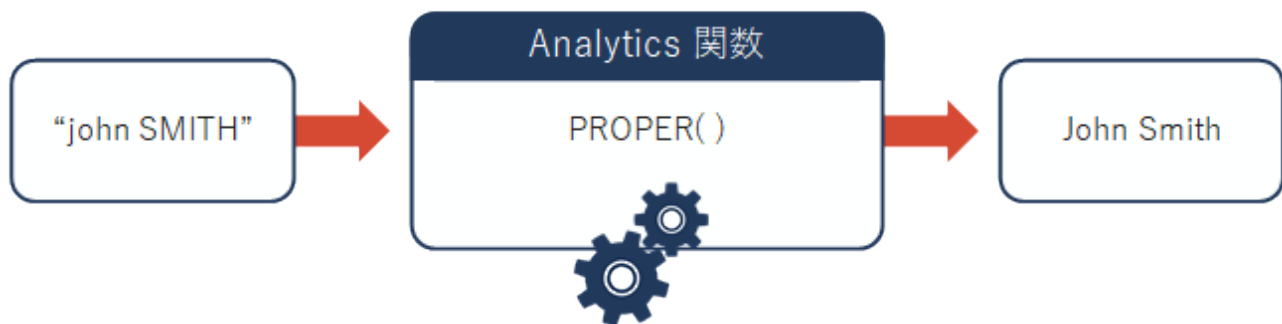 Analytics 関数
“john SMITH”
PROPER( )
John Smith